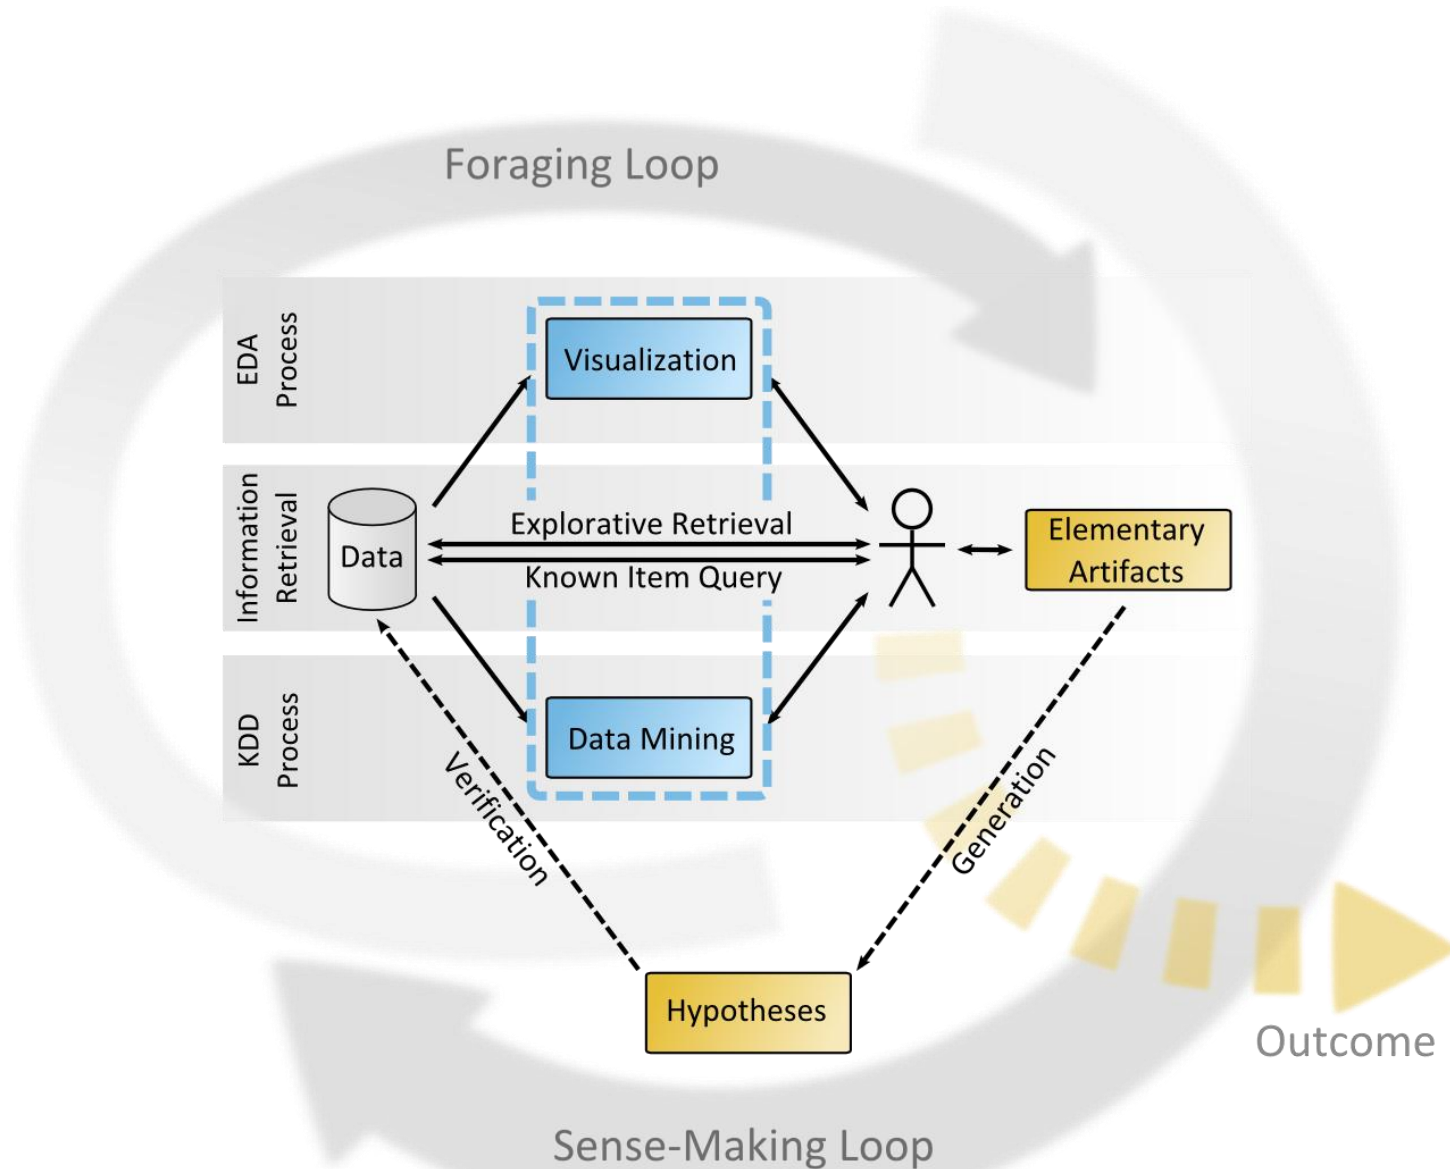 Foraging Loop
EDA
Process
Visualization
Information
Retrieval
Data
Explorative Retrieval
Known Item Query
Elementary
Artifacts
KDD
Process
Data Mining
Verification
Generation
Hypotheses
Outcome
Sense-Making Loop